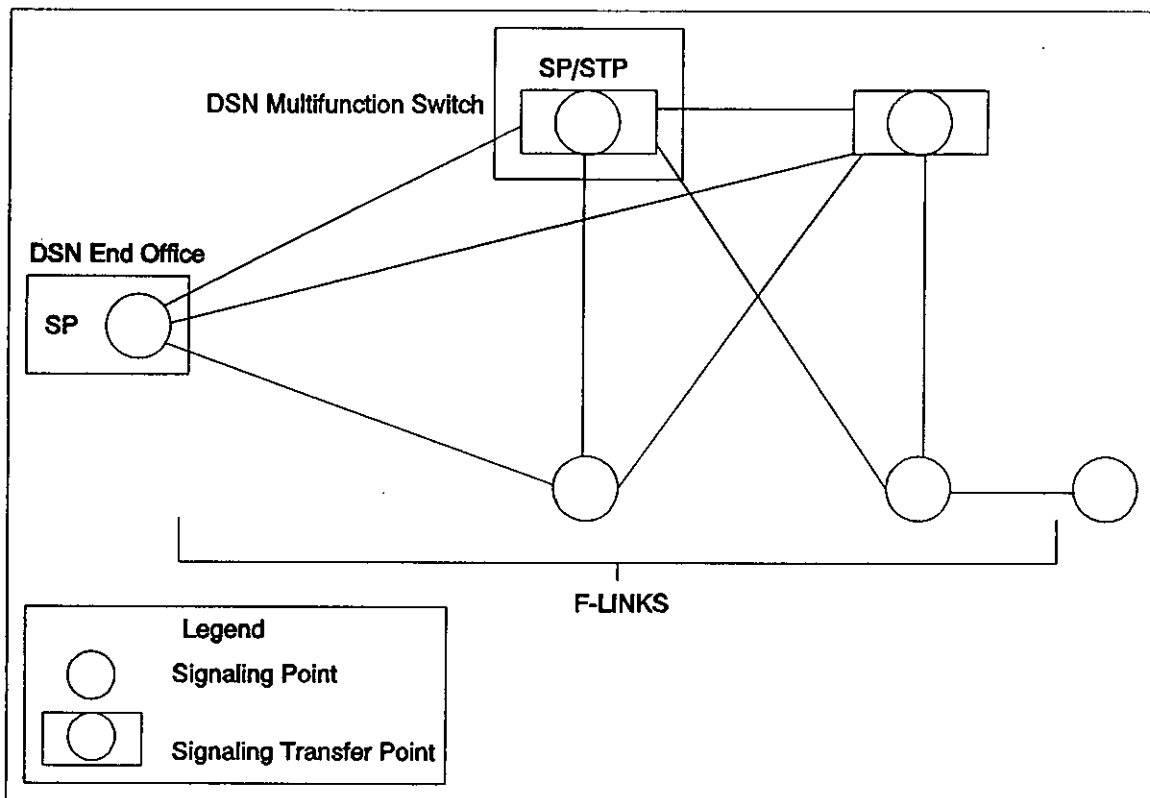 SP/STP
DSN Multifunction Switch
DSN End Office
SP
F-LINKS
Legend
Signaling Point
Signaling Transfer Point